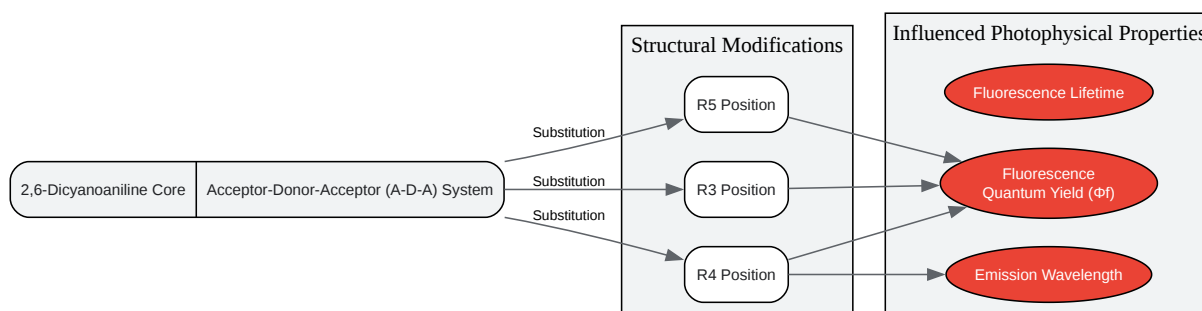 Structural Modifications
Influenced Photophysical Properties
2,6-Dicyanoaniline Core
Acceptor-Donor-Acceptor (A-D-A) System
Substitution
Substitution
Substitution
R5 Position
R3 Position
R4 Position
Fluorescence Lifetime
Fluorescence
Quantum Yield (Φf)
Emission Wavelength